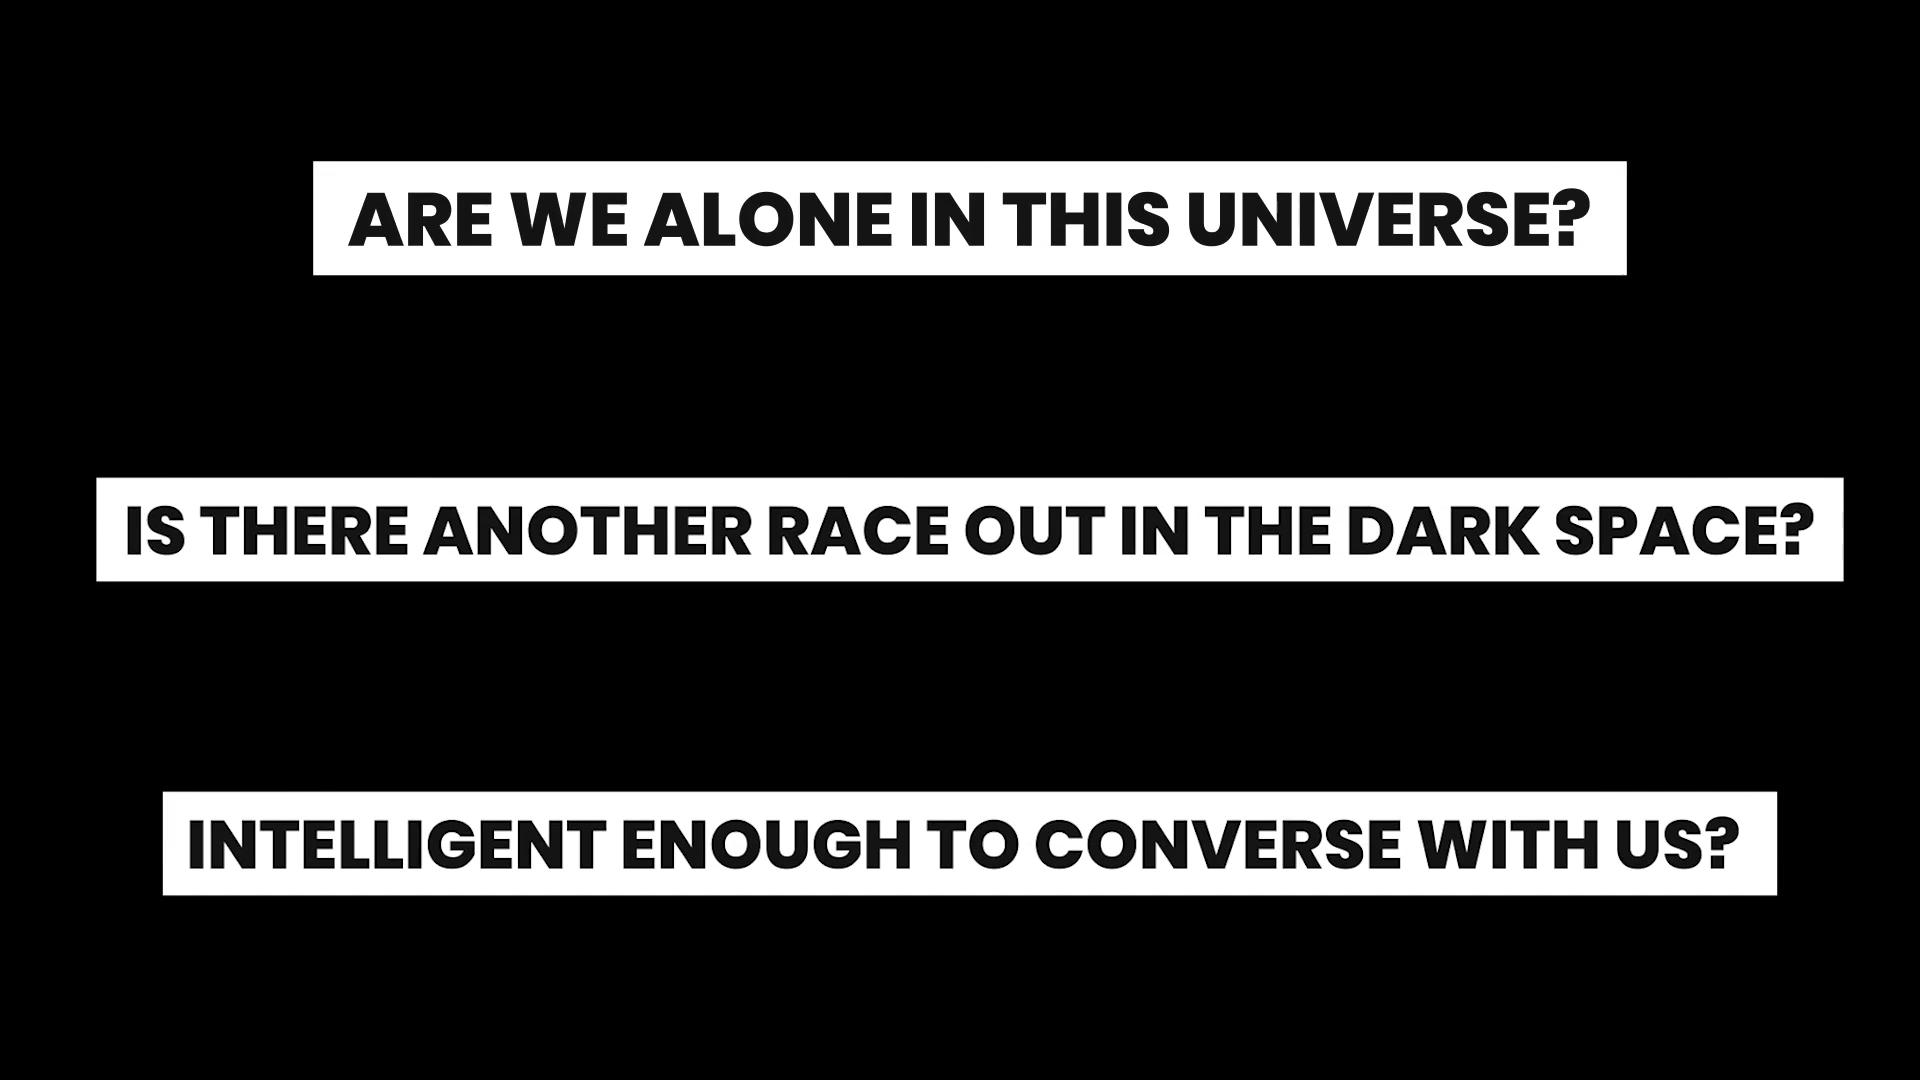 ARE WE ALONE IN THIS UNIVERSE?
IS THERE ANOTHER RACE OUT IN THE DARK SPACE?
INTELLIGENT ENOUGH TO CONVERSE WITH US?